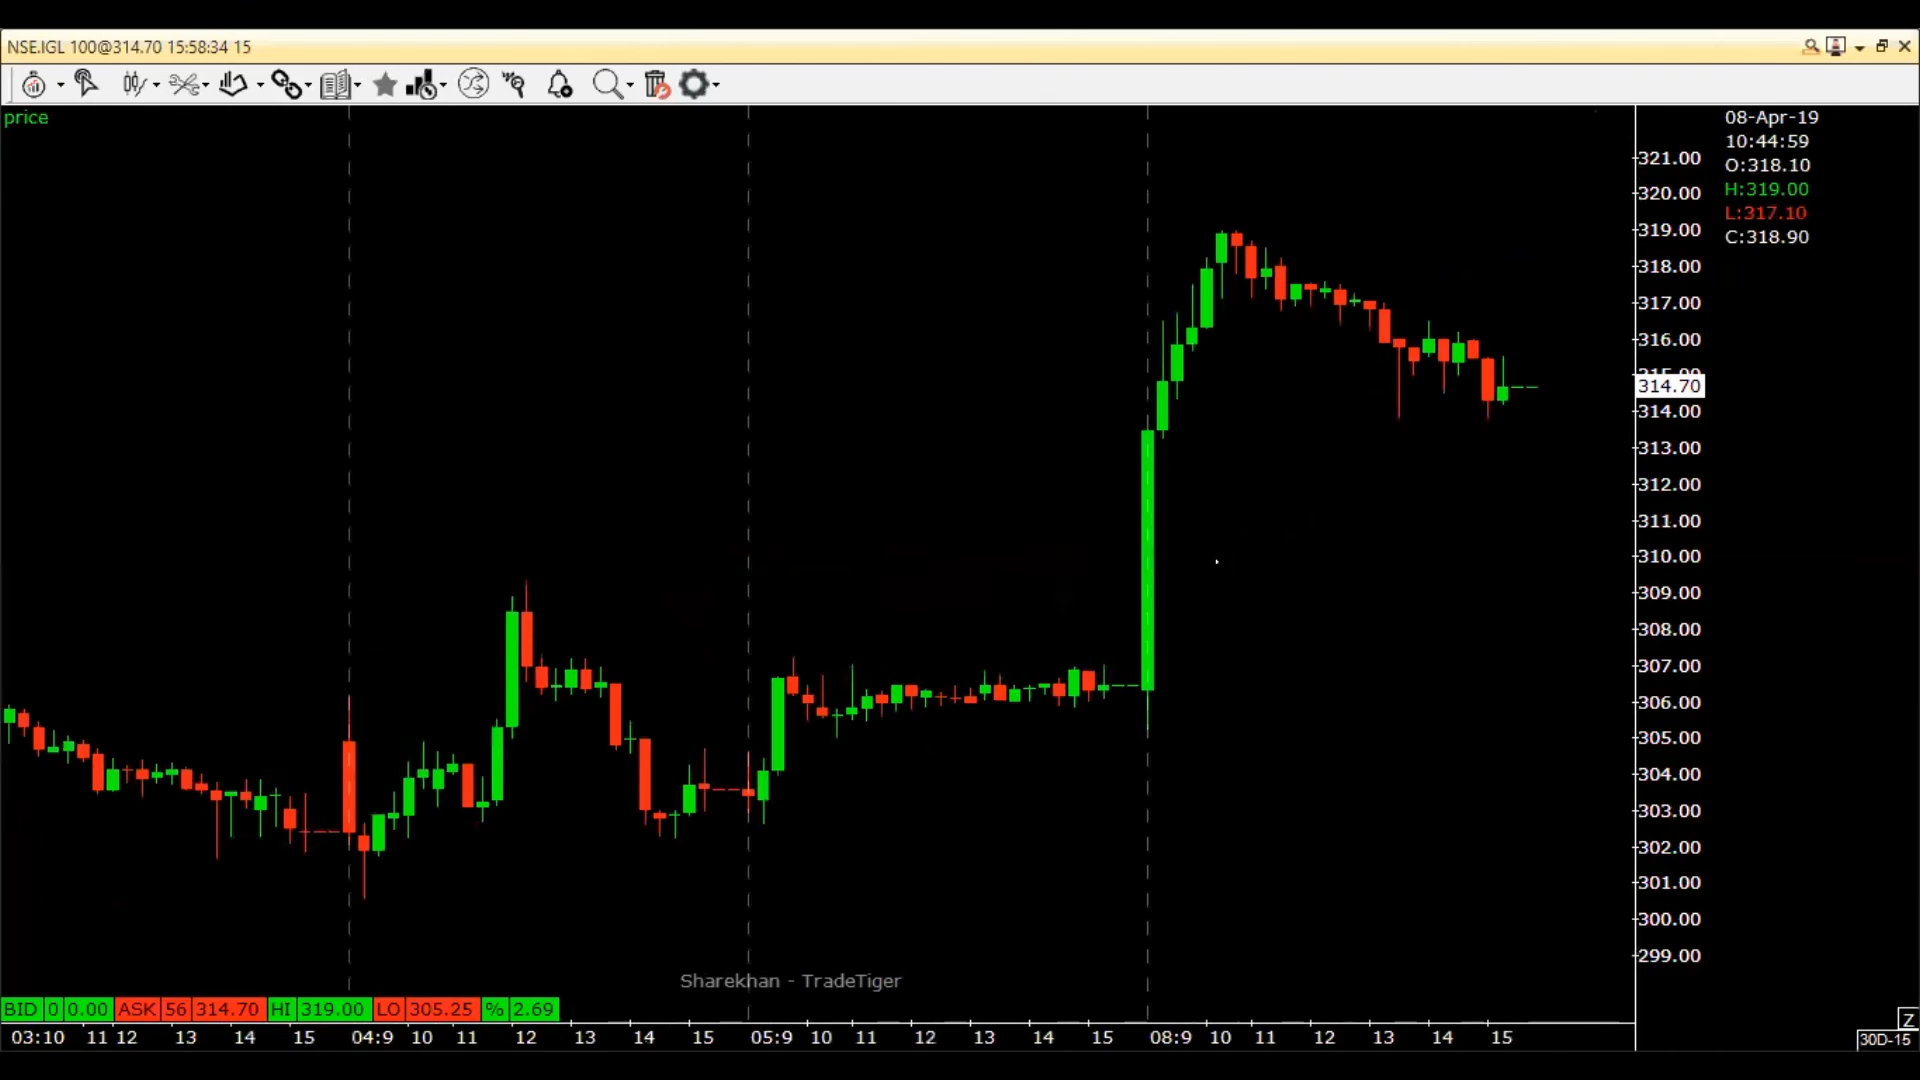 NSE.IGL 100@314.70 15:58:34 15
price
08-Apr-19
10:44:59
O:318.10
H:319.00
L:317.10
C:318.90
321.00
320.00
319.00
318.00
317.00
316.00
315.00
314.70
314.00
313.00
312.00
311.00
310.00
309.00
308.00
307.00
306.00
305.00
304.00
303.00
302.00
301.00
300.00
299.00
Sharekhan - TradeTiger
BID 0 0.00 ASK 56 314.70 HI 319.00 LO 305.25 % 2.69
Z
03:10 11 12 13 14 15 04:9 10 11 12 13 14 15 05:9 10 11 12 13 14 15 08:9 10 11 12 13 14 15
30D-15